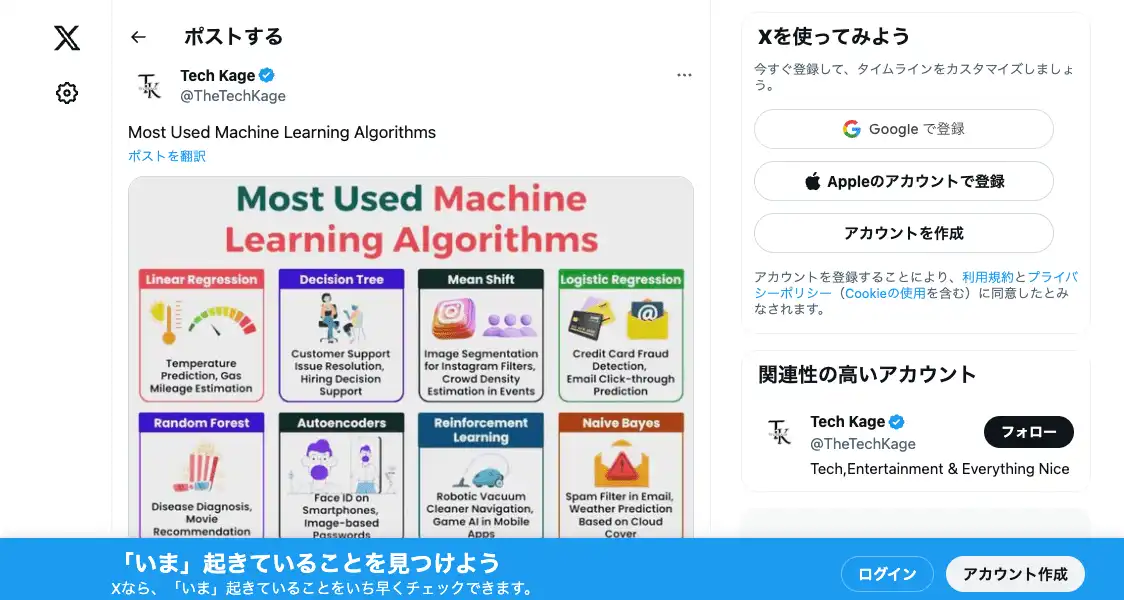 ポストする
Tech Kage
@TheTechKage
Most Used Machine Learning Algorithms
ポストを翻訳
Most Used Machine
Learning Algorithms
Linear Regression
Temperature
Prediction, Gas
Mileage Estimation
Decision Tree
Customer Support
Issue Resolution,
Hiring Decision
Support
Mean Shift
Image Segmentation
for Instagram Filters,
Crowd Density
Estimation in Events
Logistic Regression
Credit Card Fraud
Detection,
Email Click-through
Prediction
Random Forest
Disease Diagnosis,
Movie
Recommendation
Autoencoders
Face ID on
Smartphones,
Image-based
Passwords
Reinforcement
Learning
Robotic Vacuum
Cleaner Navigation,
Game AI in Mobile
Apps
Naive Bayes
Spam Filter in Email,
Weather Prediction
Based on Cloud
Cover
Xを使ってみよう
今すぐ登録して、タイムラインをカスタマイズしましょ
う。
Google で登録
Appleのアカウントで登録
アカウントを作成
アカウントを登録することにより、利用規約とプライバ
シーポリシー（Cookieの使用を含む）に同意したとみ
なされます。
関連性の高いアカウント
Tech Kage
@TheTechKage
フォロー
Tech,Entertainment & Everything Nice
「いま」起きていることを見つけよう
Xなら、「いま」起きていることをいち早くチェックできます。
ログイン
アカウント作成